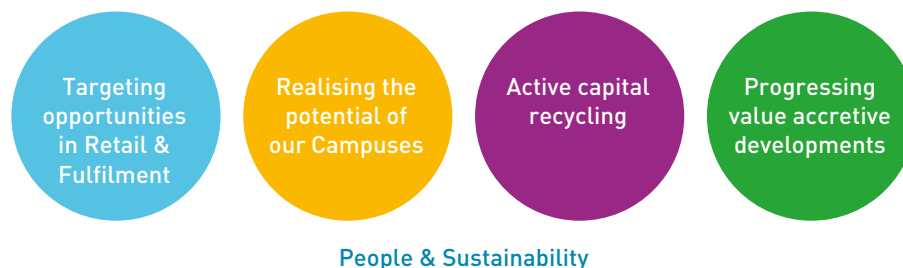 Targeting
opportunities
in Retail &
Fulfilment
Realising the
potential of
our Campuses
Active capital
recycling
Progressing
value accretive
developments
People & Sustainability